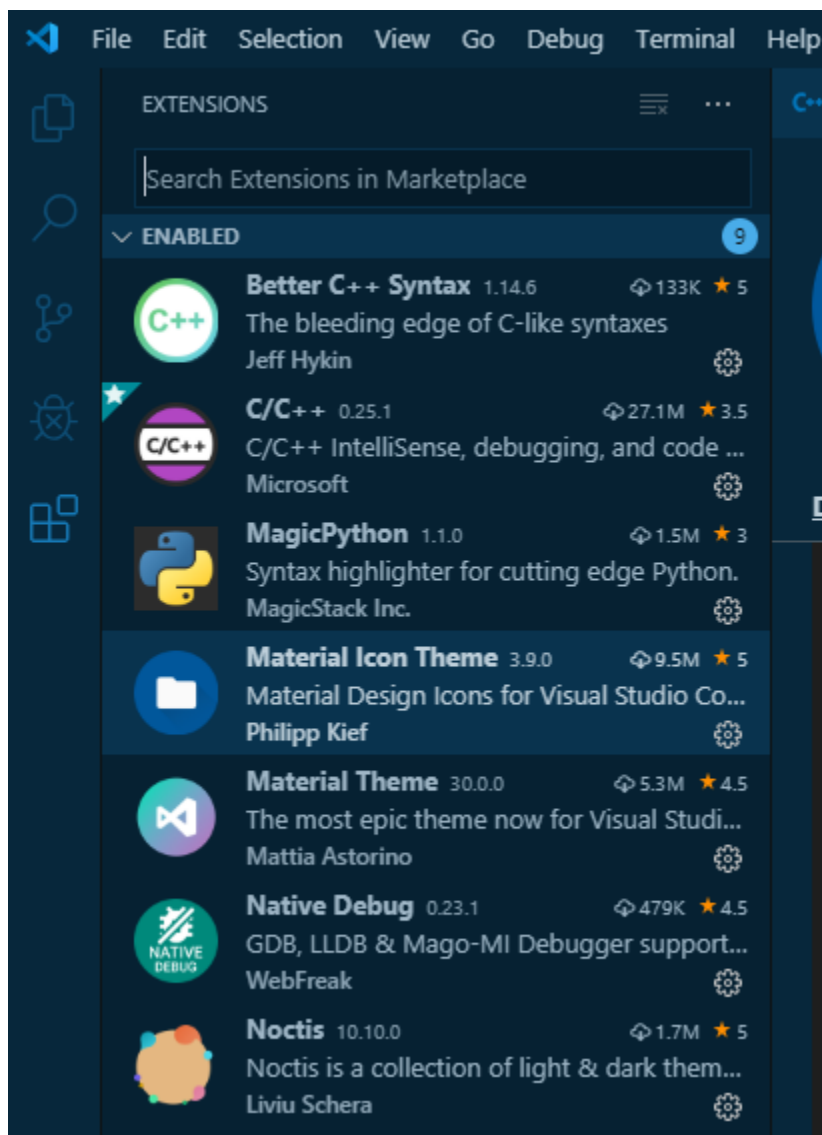 File Edit Selection View Go Debug Terminal Help
EXTENSIONS
C++
Search Extensions in Marketplace
ENABLED 9
Better C++ Syntax 1.14.6 133K ★ 5
C++
The bleeding edge of C-like syntaxes
Jeff Hykin
C/C++ 0.25.1 27.1M ★ 3.5
C/C++
C/C++ IntelliSense, debugging, and code ...
Microsoft
MagicPython 1.1.0 1.5M ★ 3
Syntax highlighter for cutting edge Python.
MagicStack Inc.
Material Icon Theme 3.9.0 9.5M ★ 5
Material Design Icons for Visual Studio Co...
Philipp Kief
Material Theme 30.0.0 5.3M ★ 4.5
The most epic theme now for Visual Studi...
Mattia Astorino
Native Debug 0.23.1 479K ★ 4.5
NATIVE
DEBUG
GDB, LLDB & Mago-MI Debugger support...
WebFreak
Noctis 10.10.0 1.7M ★ 5
Noctis is a collection of light & dark them...
Liviu Schera